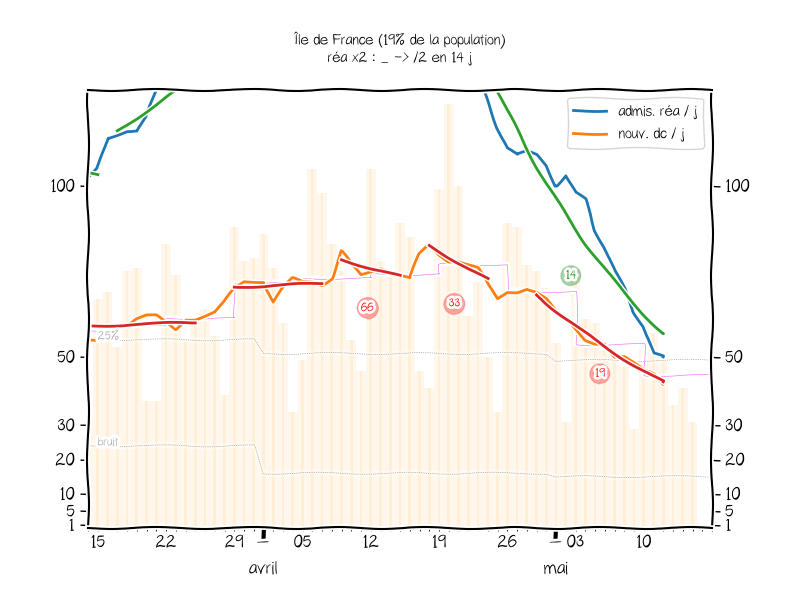 Île de France (19% de la population)
réa x2 : _ -> /2 en 14 j
admis. réa / j
nouv. dc / j
100
100
14
66
33
25%
50
50
19
bruit
30
30
20
20
10
10
5
5
1
1
15 22 29 05 12 19 26 03 10
avril mai